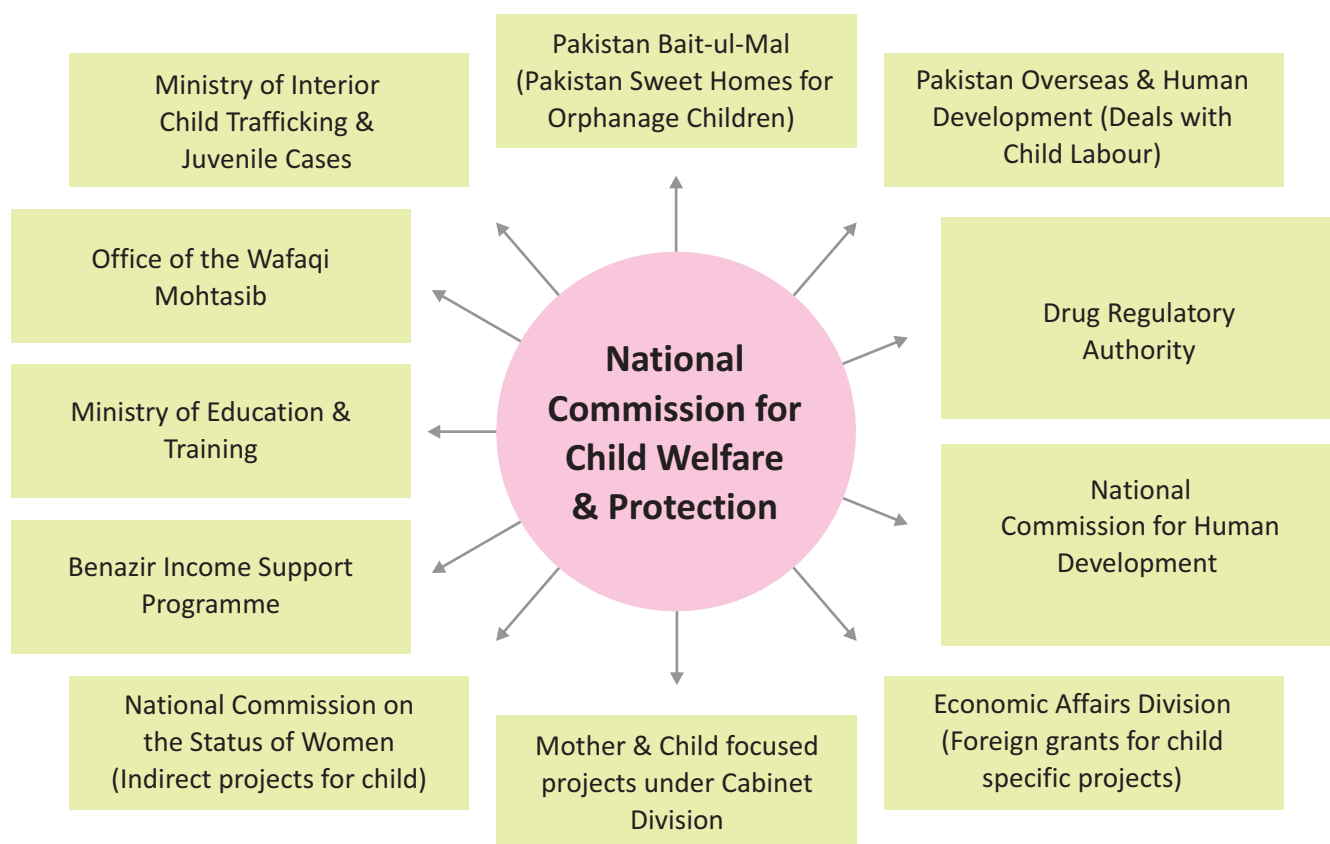 Pakistan Bait-ul-Mal
(Pakistan Sweet Homes for
Orphanage Children)
Ministry of Interior
Child Trafficking &
Juvenile Cases
Pakistan Overseas & Human
Development (Deals with
Child Labour)
Office of the Wafaqi
Mohtasib
Drug Regulatory
Authority
National
Commission for
Child Welfare
& Protection
Ministry of Education &
Training
National
Commission for Human
Development
Benazir Income Support
Programme
National Commission on
the Status of Women
(Indirect projects for child)
Mother & Child focused
projects under Cabinet
Division
Economic Affairs Division
(Foreign grants for child
specific projects)